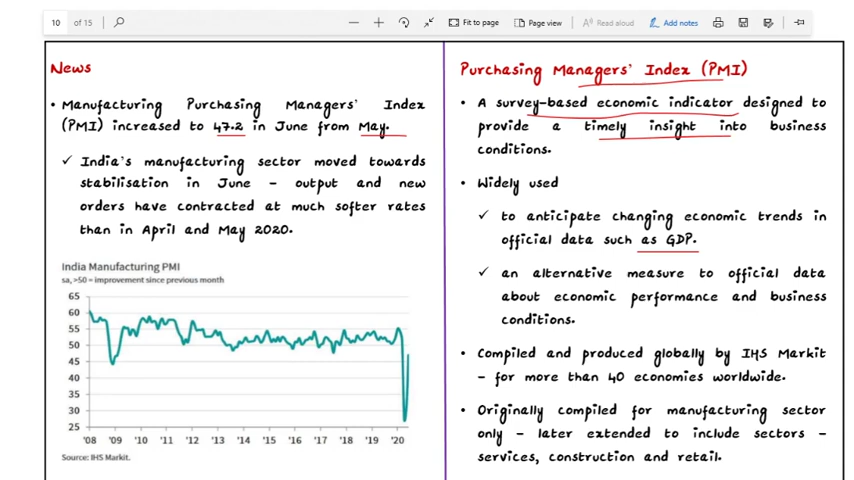 10 of 15 Fit to page Page view Read aloud Add notes
News
• Manufacturing Purchasing Managers' Index
(PMI) increased to 47.2 in June from May.
✓ India's manufacturing sector moved towards
stabilisation in June – output and new
orders have contracted at much softer rates
than in April and May 2020.
India Manufacturing PMI
sa, >50 = improvement since previous month
65
60
55
50
45
40
35
30
25
'08 '09 '10 '11 '12 '13 '14 '15 '16 '17 '18 '19 '20
Source: IHS Markit.
Purchasing Managers' Index (PMI)
• A survey-based economic indicator designed to
provide a timely insight into business
conditions.
• Widely used
✓ to anticipate changing economic trends in
official data such as GDP.
✓ an alternative measure to official data
about economic performance and business
conditions.
• Compiled and produced globally by IHS Markit
– for more than 40 economies worldwide.
• Originally compiled for manufacturing sector
only – later extended to include sectors –
services, construction and retail.